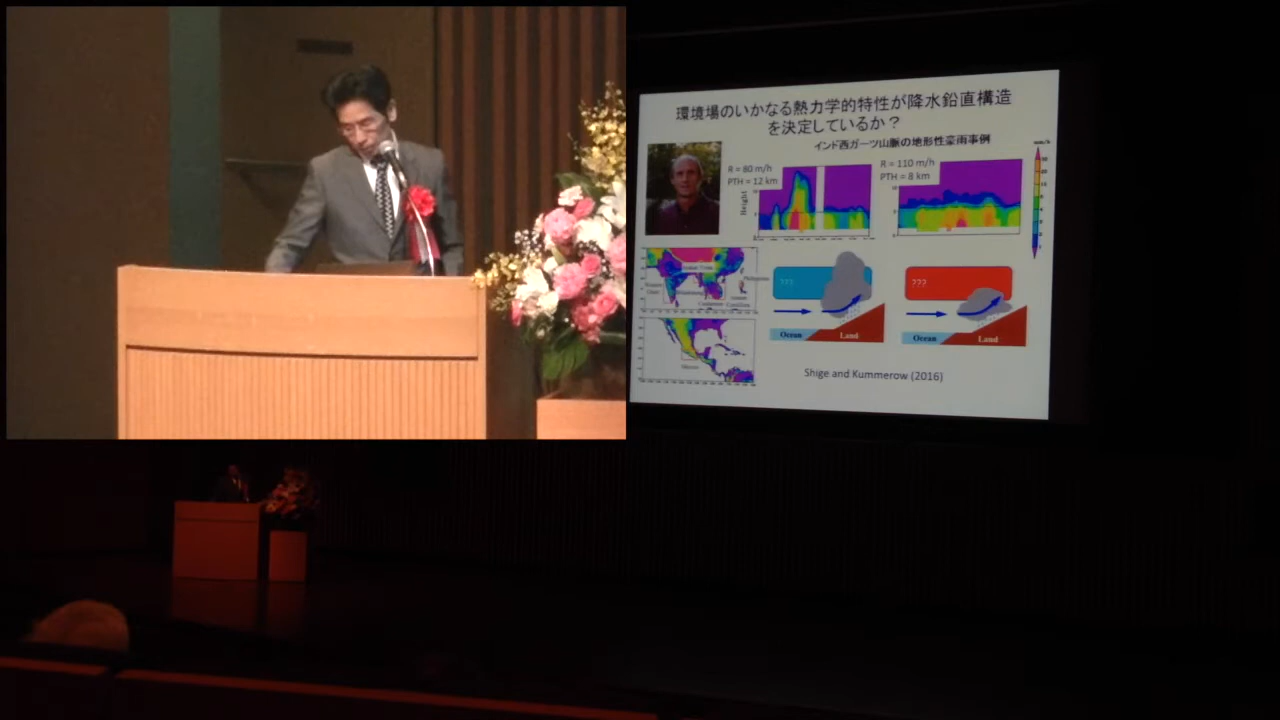 環境場のいかなる熱力学的特性が降水鉛直構造
を決定しているか？
インド西ガーツ山脈の地形性豪雨事例
R = 80 m/h
PTH = 12 km
R = 110 m/h
PTH = 8 km
Height
???
???
Ocean
Land
Ocean
Land
Shige and Kummerow (2016)